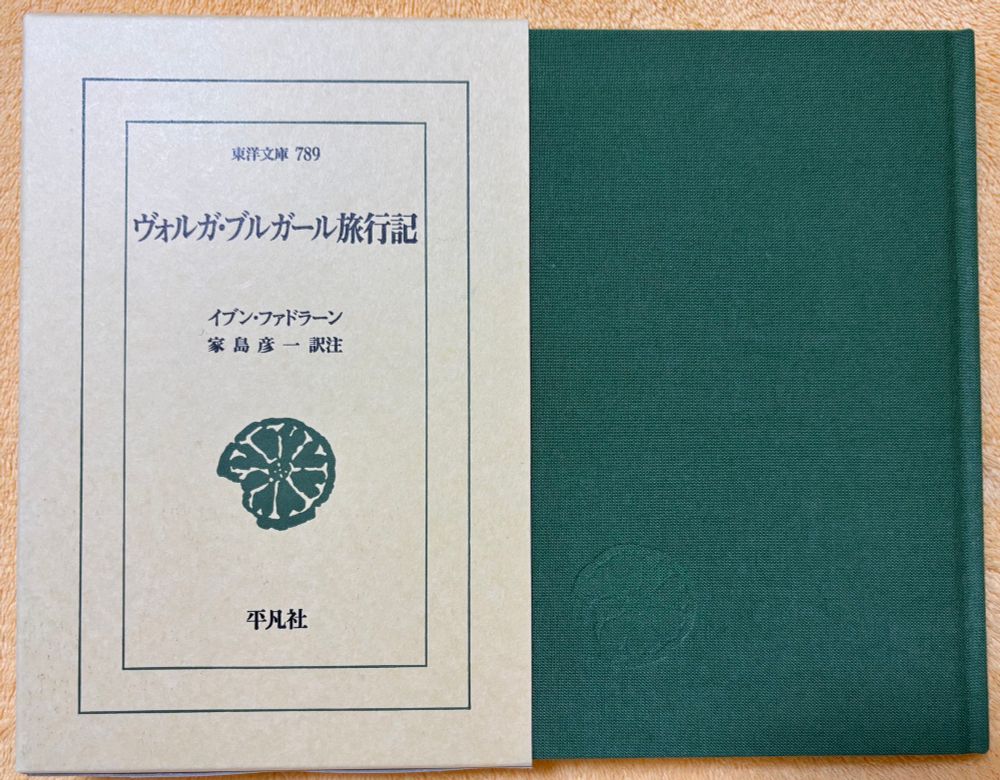 東洋文庫 789
ヴォルガ・ブルガール旅行記
イブン・ファドラーン
家島彦一 訳注
平凡社